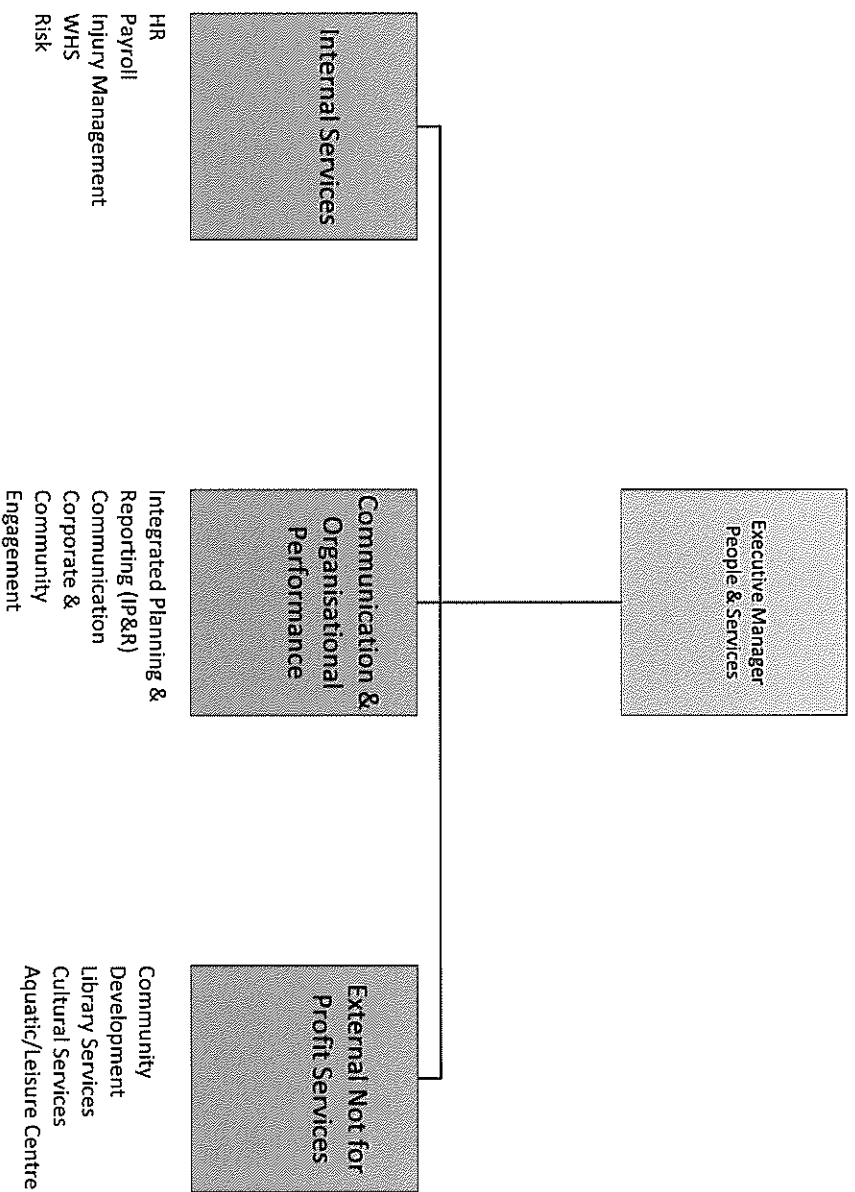 Executive Manager
People & Services
Internal Services
HR
Payroll
Injury Management
WHS
Risk
Communication &
Organisational
Performance
Integrated Planning &
Reporting (IP&R)
Communication
Corporate &
Community
Engagement
External Not for
Profit Services
Community
Development
Library Services
Cultural Services
Aquatic/Leisure Centre